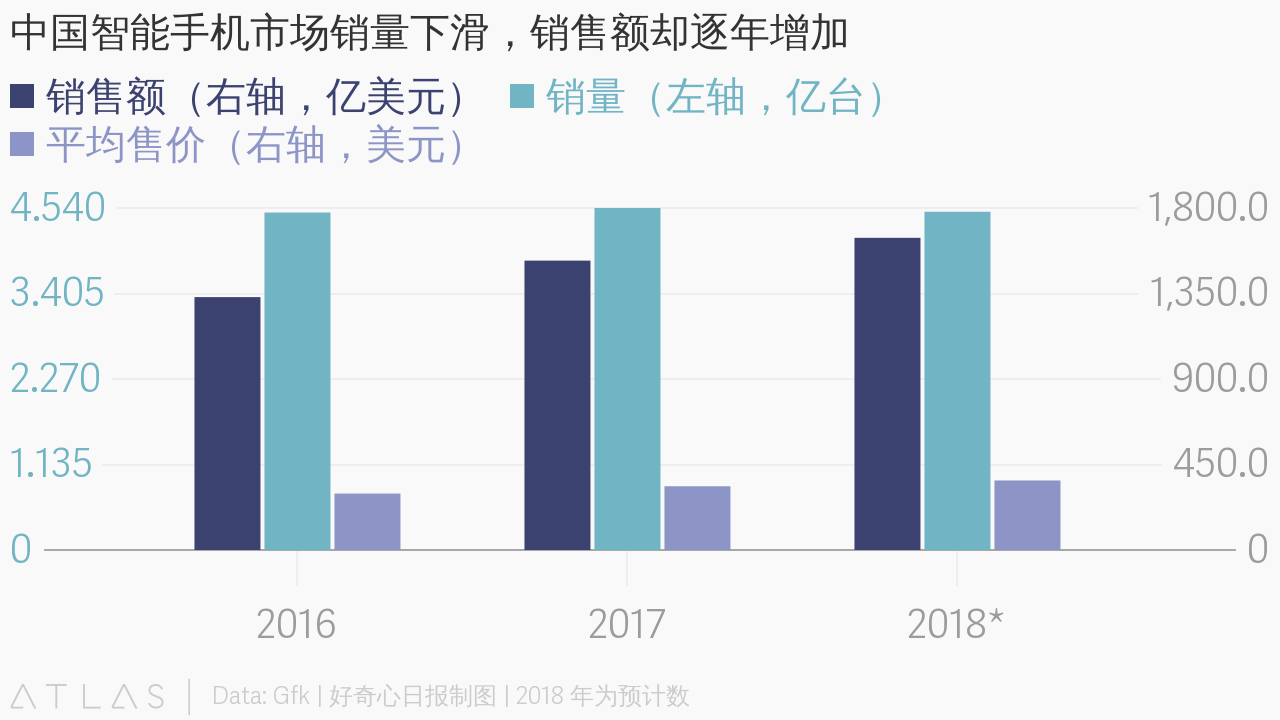 中国智能手机市场销量下滑，销售额却逐年增加
销售额（右轴，亿美元） 销量（左轴，亿台）
平均售价（右轴，美元）
4.540 1,800.0
3.405 1,350.0
2.270 900.0
1.135 450.0
0 0
2016 2017 2018*
ATLAS | Data: Gfk | 好奇心日报制图 | 2018 年为预计数